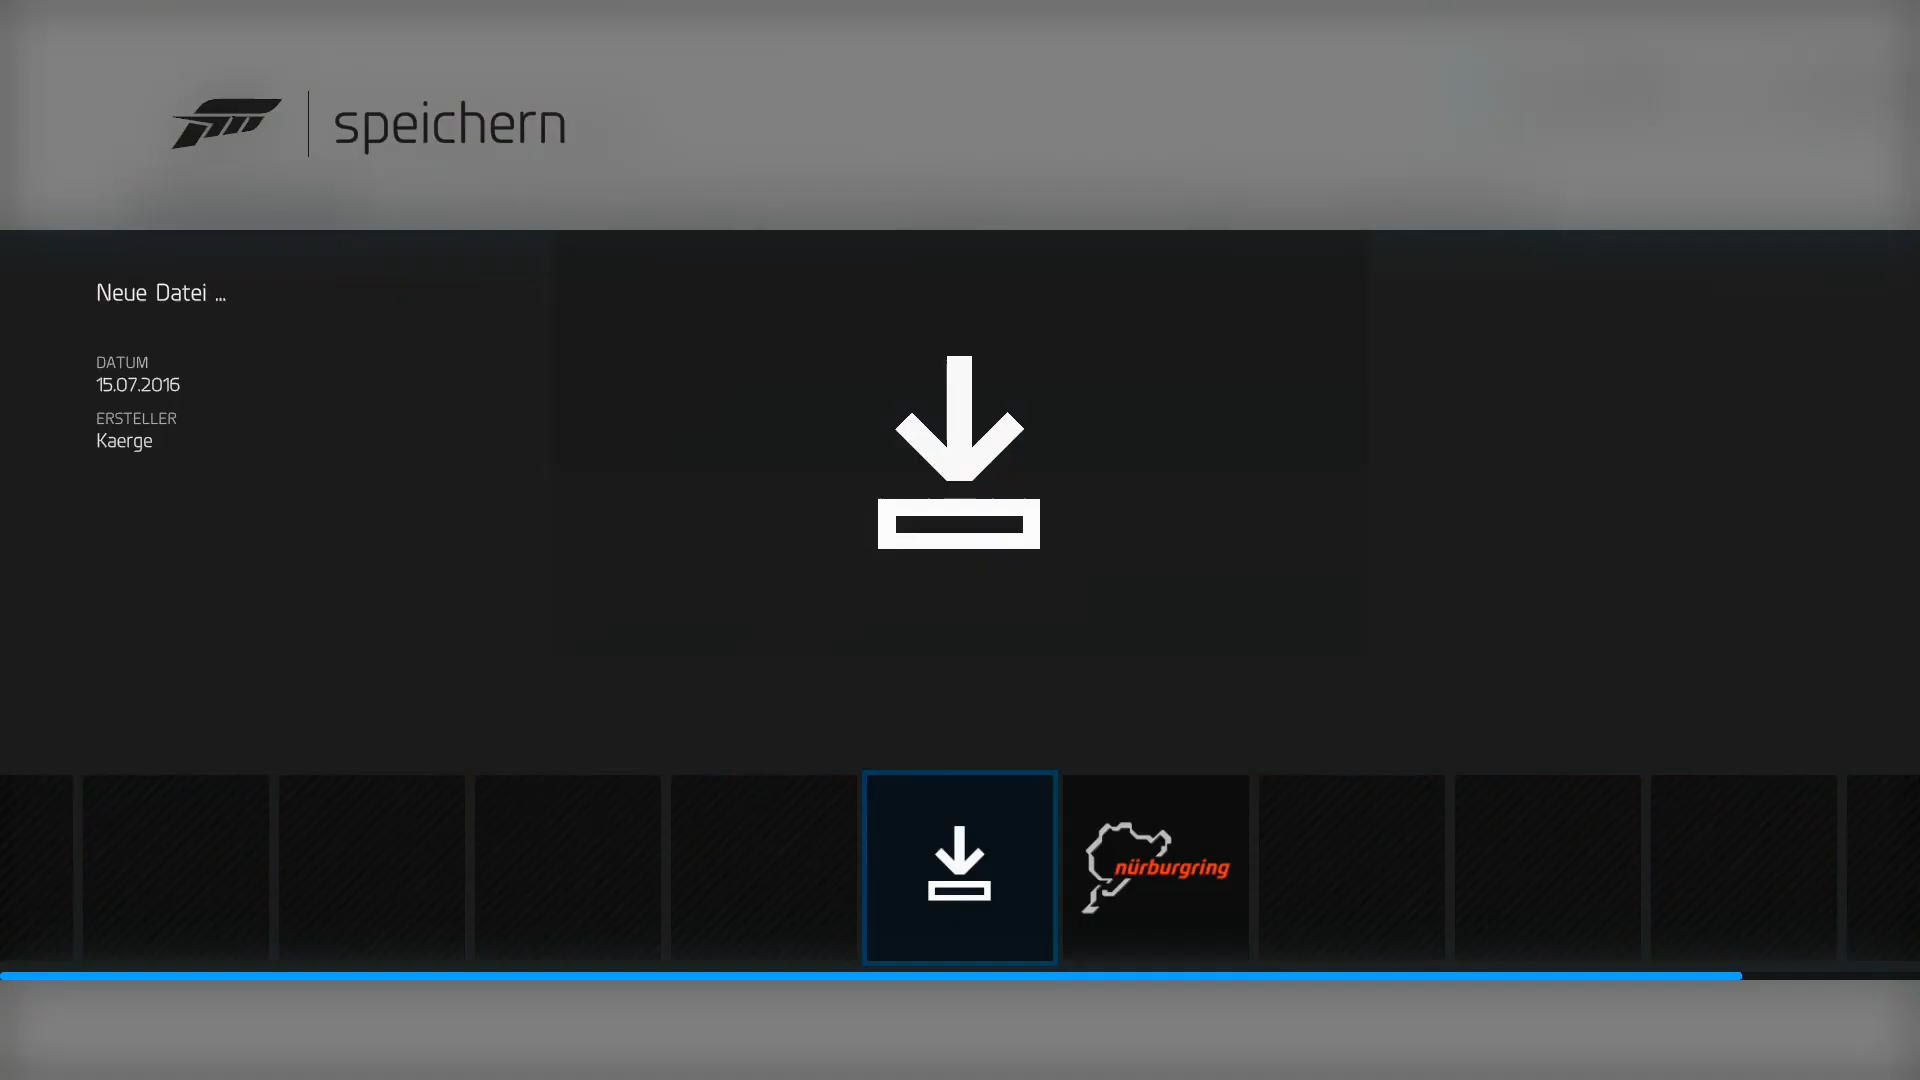 speichern
Neue Datei ...
DATUM
15.07.2016
ERSTELLER
Kaerge
nürburgring